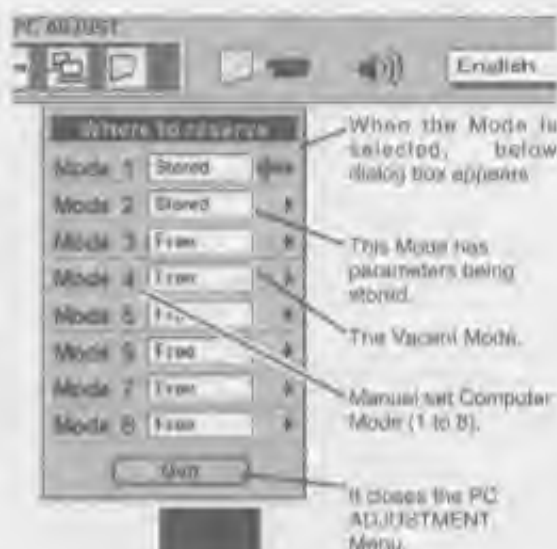 PC ADJUST
English
Where to reserve
Mode 1 Stored
Mode 2 Stored
Mode 3 Free
Mode 4 Free
Mode 5 Free
Mode 6 Free
Mode 7 Free
Mode 8 Free
Quit
When the Mode is
selected, below
dialog box appears
This Mode has
parameters being
stored.
The Vacant Mode.
Manual set Computer
Mode (1 to 8).
It closes the PC
ADJUSTMENT
Menu.